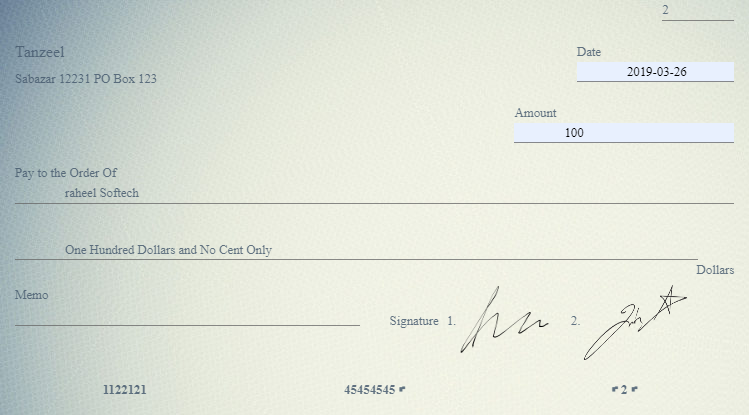 2
Tanzeel
Date
Sabazar 12231 PO Box 123
2019-03-26
Amount
100
Pay to the Order Of
raheel Softech
One Hundred Dollars and No Cent Only
Dollars
Memo
Signature 1.
2.
1122121 45454545 ⑈ ⑈ 2 ⑈